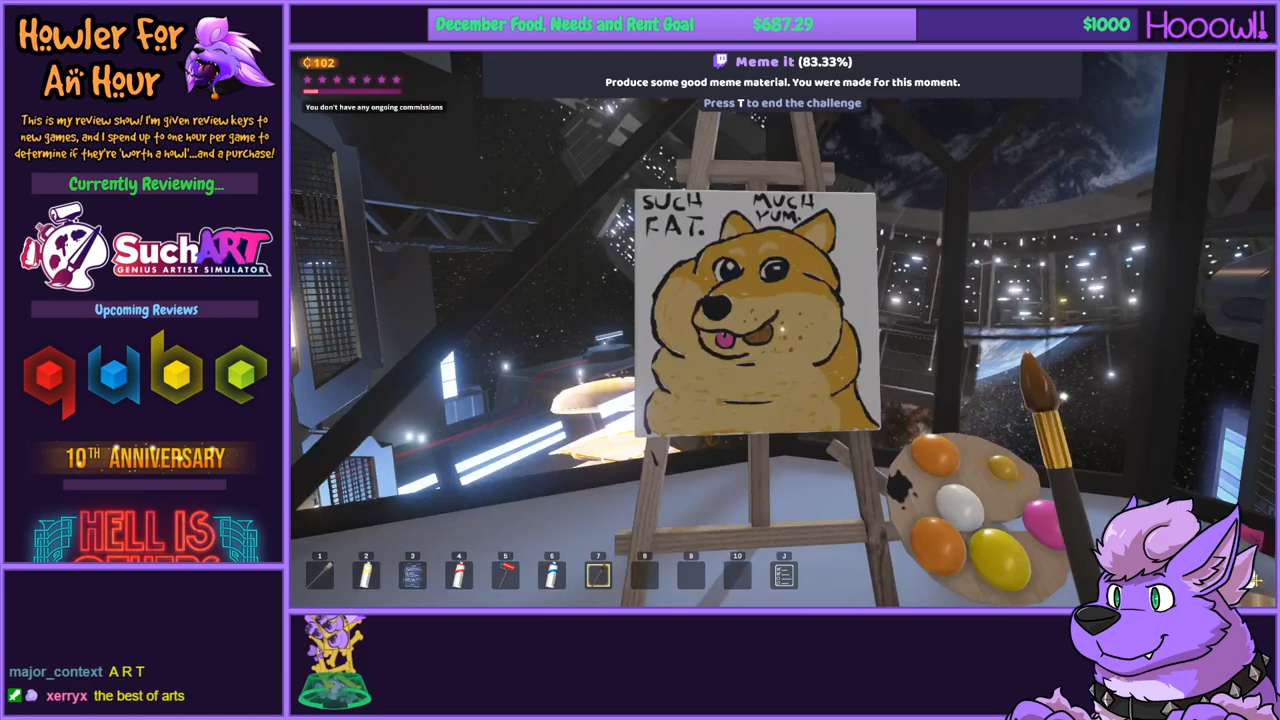 Howler For
An Hour
This is my review show! I'm given review keys to
new games, and I spend up to one hour per game to
determine if they're 'worth a howl'...and a purchase!
Currently Reviewing...
SuchART
GENIUS ARTIST SIMULATOR
Upcoming Reviews
qube
10TH ANNIVERSARY
HELL IS
OTHERS
major_context A R T
xerryx the best of arts
December Food, Needs and Rent Goal $687.29 $1000 Hooowl!
102
You don't have any ongoing commissions
Meme it (83.33%)
Produce some good meme material. You were made for this moment.
Press T to end the challenge
SUCH
FAT.
MUCH
YUM.
1 2 3 4 5 6 7 8 9 10 J